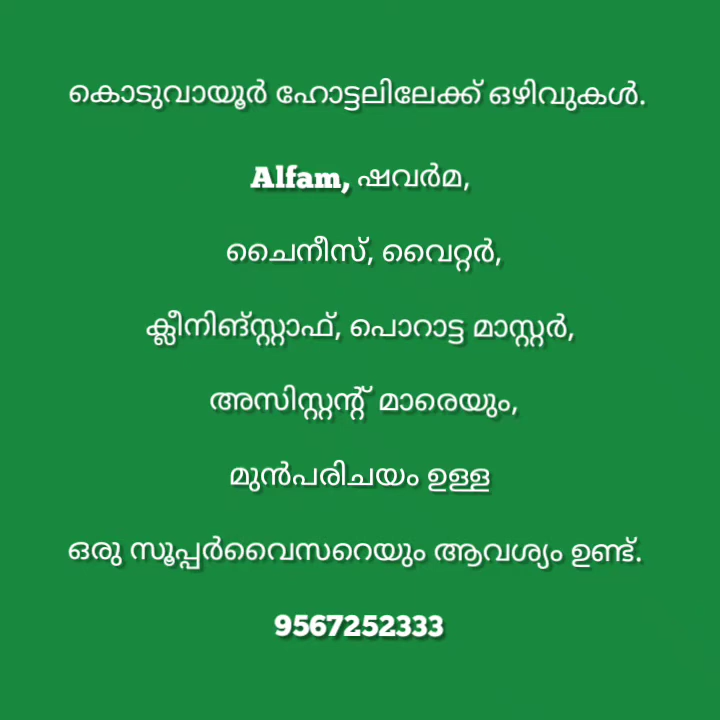 കൊടുവായൂർ ഹോട്ടലിലേക്ക് ഒഴിവുകൾ.
Alfam, ഷവർമ,
ചൈനീസ്, വൈറ്റർ,
ക്ലീനിങ്സ്റ്റാഫ്, പൊറാട്ട മാസ്റ്റർ,
അസിസ്റ്റന്റ് മാരെയും,
മുൻപരിചയം ഉള്ള
ഒരു സൂപ്പർവൈസറെയും ആവശ്യം ഉണ്ട്.
9567252333